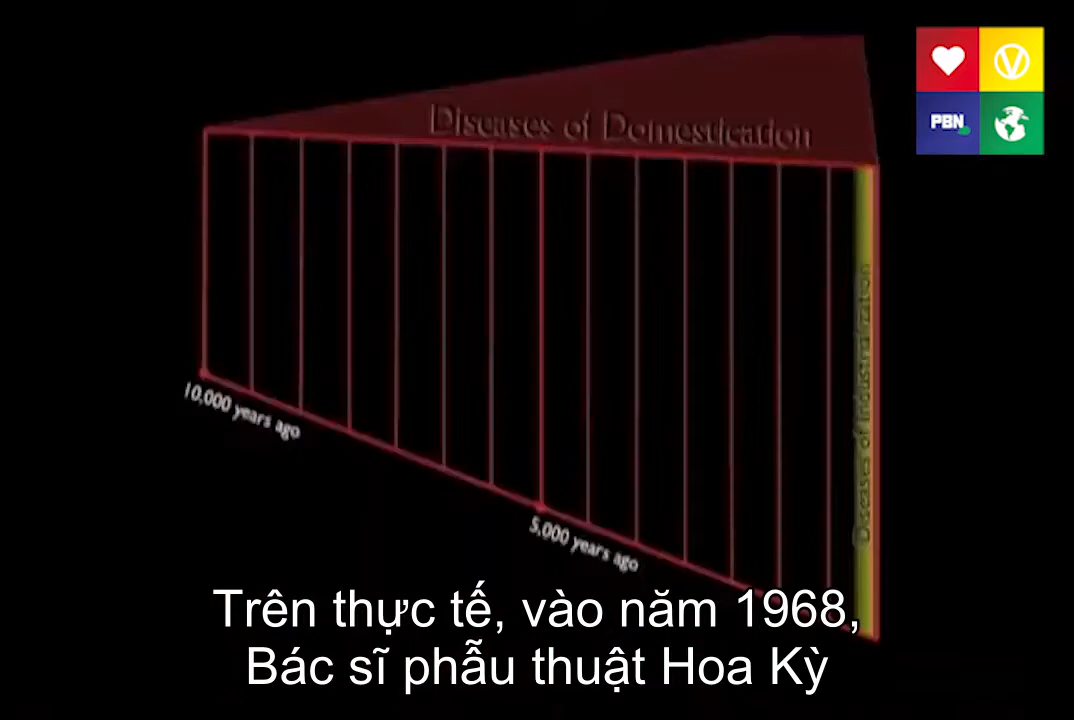 Diseases of Domestication
PBN
Diseases of Industrialization
10,000 years ago
5,000 years ago
Trên thực tế, vào năm 1968,
Bác sĩ phẫu thuật Hoa Kỳ